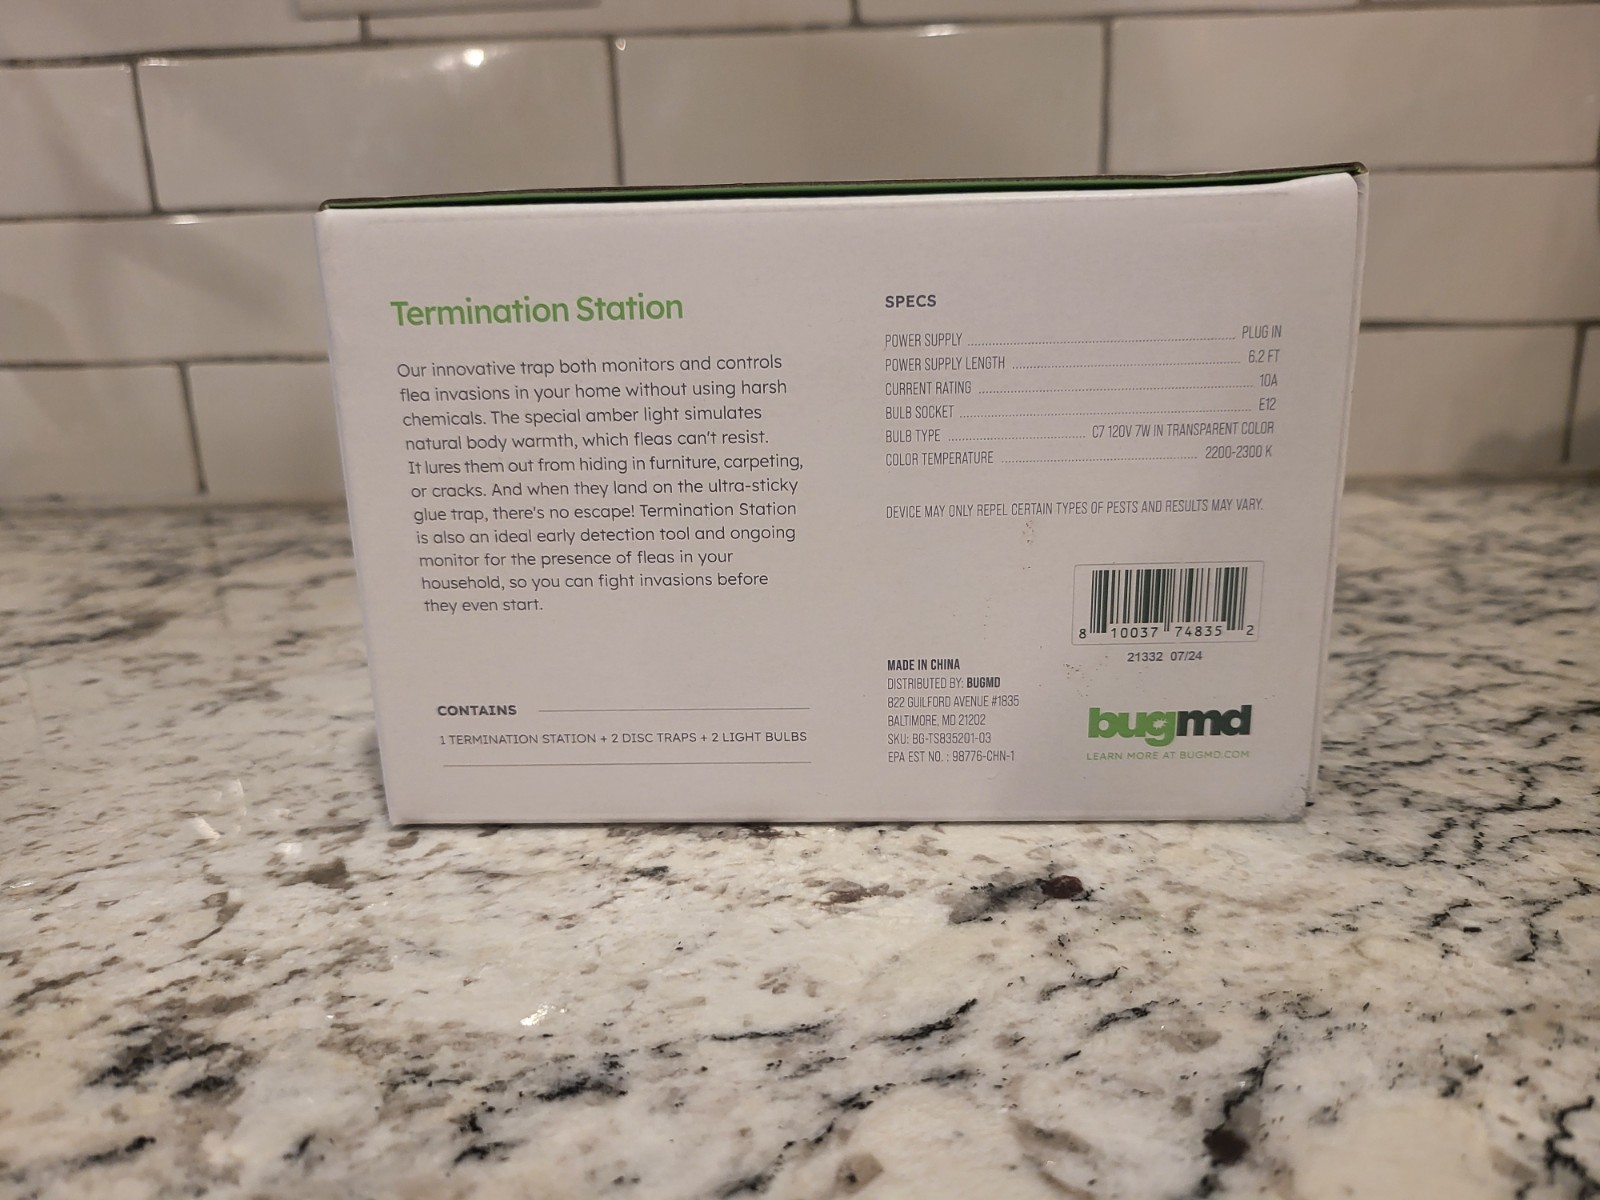 Termination Station
Our innovative trap both monitors and controls
flea invasions in your home without using harsh
chemicals. The special amber light simulates
natural body warmth, which fleas can't resist.
It lures them out from hiding in furniture, carpeting,
or cracks. And when they land on the ultra-sticky
glue trap, there's no escape! Termination Station
is also an ideal early detection tool and ongoing
monitor for the presence of fleas in your
household, so you can fight invasions before
they even start.
CONTAINS
1 TERMINATION STATION + 2 DISC TRAPS + 2 LIGHT BULBS
SPECS
POWER SUPPLY ........ PLUG IN
POWER SUPPLY LENGTH ........ 6.2 FT
CURRENT RATING ........ 10A
BULB SOCKET ........ E12
BULB TYPE ........ C7 120V 7W IN TRANSPARENT COLOR
COLOR TEMPERATURE ........ 2200-2300 K
DEVICE MAY ONLY REPEL CERTAIN TYPES OF PESTS AND RESULTS MAY VARY.
8 10037 74835 2
21332 07/24
MADE IN CHINA
DISTRIBUTED BY: BUGMD
822 GUILFORD AVENUE #1835
BALTIMORE, MD 21202
SKU: BG-TS835201-03
EPA EST NO. : 98776-CHN-1
bugmd
LEARN MORE AT BUGMD.COM